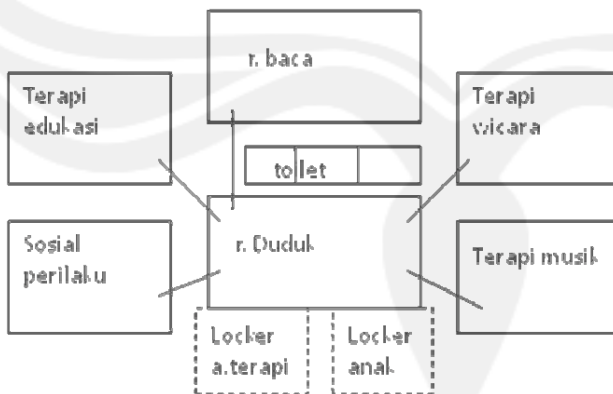 r. baca
Terapi
edukasi
Terapi
wicara
toilet
Sosial
perilaku
r. Duduk
Terapi musik
Locker
a.terapi
Locker
anak